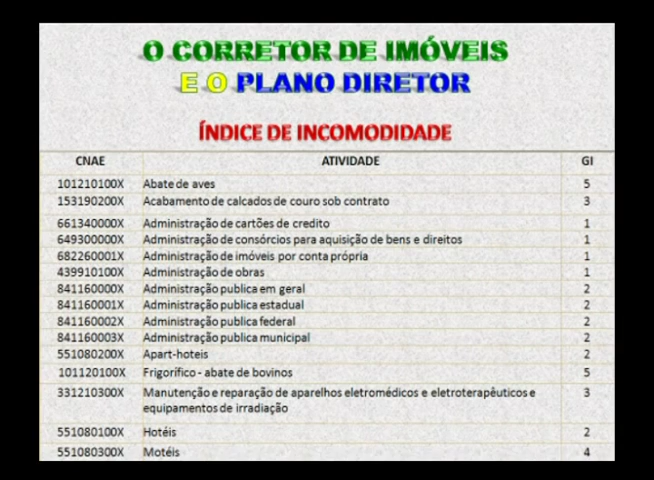 O CORRETOR DE IMÓVEIS
E O PLANO DIRETOR
ÍNDICE DE INCOMODIDADE
CNAE ATIVIDADE GI
101210100X Abate de aves 5
153190200X Acabamento de calcados de couro sob contrato 3
661340000X Administração de cartões de credito 1
649300000X Administração de consórcios para aquisição de bens e direitos 1
682260001X Administração de imóveis por conta própria 1
439910100X Administração de obras 1
841160000X Administração publica em geral 2
841160001X Administração publica estadual 2
841160002X Administração publica federal 2
841160003X Administração publica municipal 2
551080200X Apart-hoteis 2
101120100X Frigorífico - abate de bovinos 5
331210300X Manutenção e reparação de aparelhos eletromédicos e eletroterapêuticos e 3
equipamentos de irradiação
551080100X Hotéis 2
551080300X Motéis 4